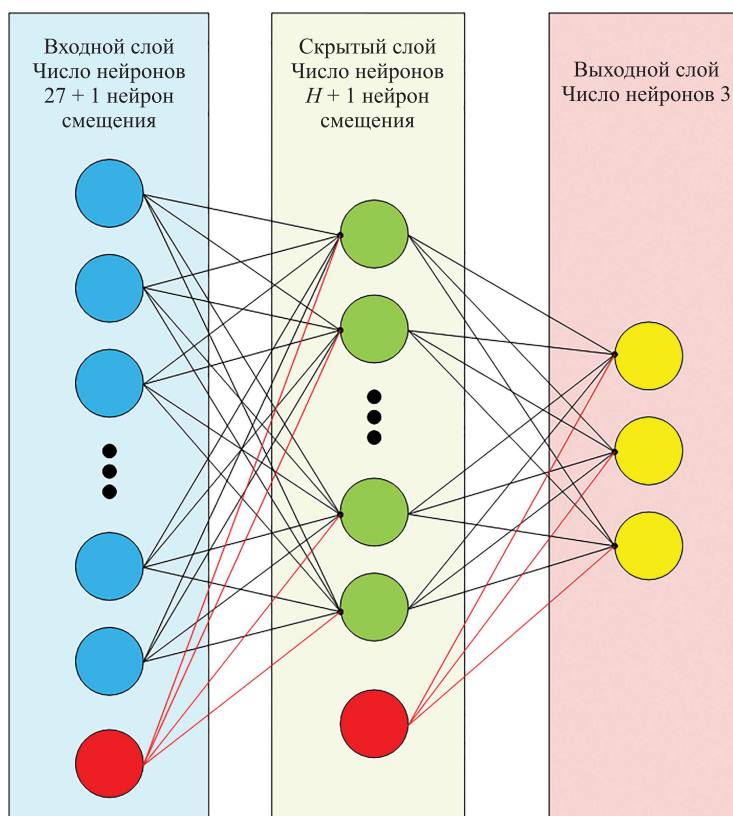 Входной слой
Число нейронов
27 + 1 нейрон
смещения
Скрытый слой
Число нейронов
H + 1 нейрон
смещения
Выходной слой
Число нейронов 3